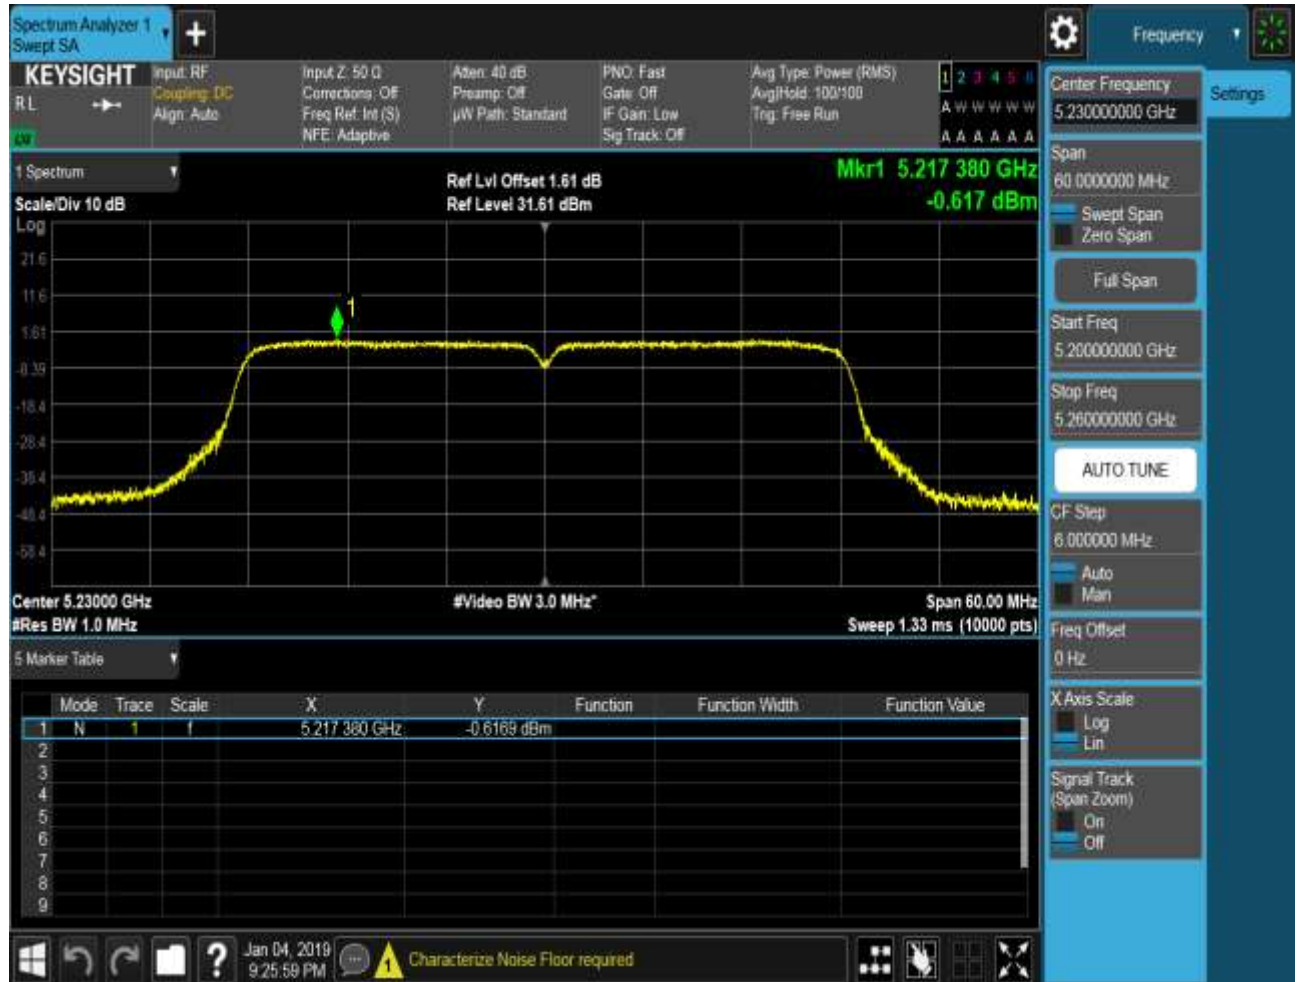 Spectrum Analyzer 1
Swept SA
Frequency
KEYSIGHT
Input: RF
Input Z: 50 Ω
Atten: 40 dB
PNO: Fast
Avg Type: Power (RMS)
1 2 3 4 5 6
R L
Coupling: DC
Corrections: Off
Preamp: Off
Gate: Off
Avg|Hold: 100/100
A W W W W W
Align: Auto
Freq Ref: Int (S)
µW Path: Standard
IF Gain: Low
Trig: Free Run
NFE: Adaptive
Sig Track: Off
A A A A A A
1 Spectrum
Ref Lvl Offset 1.61 dB
Mkr1 5.217 380 GHz
Scale/Div 10 dB
Ref Level 31.61 dBm
-0.617 dBm
Log
21.6
11.6
1
1.61
-8.39
-18.4
-28.4
-38.4
-48.4
-58.4
Center 5.23000 GHz
#Video BW 3.0 MHz*
Span 60.00 MHz
#Res BW 1.0 MHz
Sweep 1.33 ms (10000 pts)
5 Marker Table
Mode Trace Scale X Y Function Function Width Function Value
1 N 1 f 5.217 380 GHz -0.6169 dBm
2
3
4
5
6
7
8
9
Center Frequency
5.230000000 GHz
Settings
Span
60.0000000 MHz
Swept Span
Zero Span
Full Span
Start Freq
5.200000000 GHz
Stop Freq
5.260000000 GHz
AUTO TUNE
CF Step
6.000000 MHz
Auto
Man
Freq Offset
0 Hz
X Axis Scale
Log
Lin
Signal Track
(Span Zoom)
On
Off
?
Jan 04, 2019
9:25:59 PM
Characterize Noise Floor required